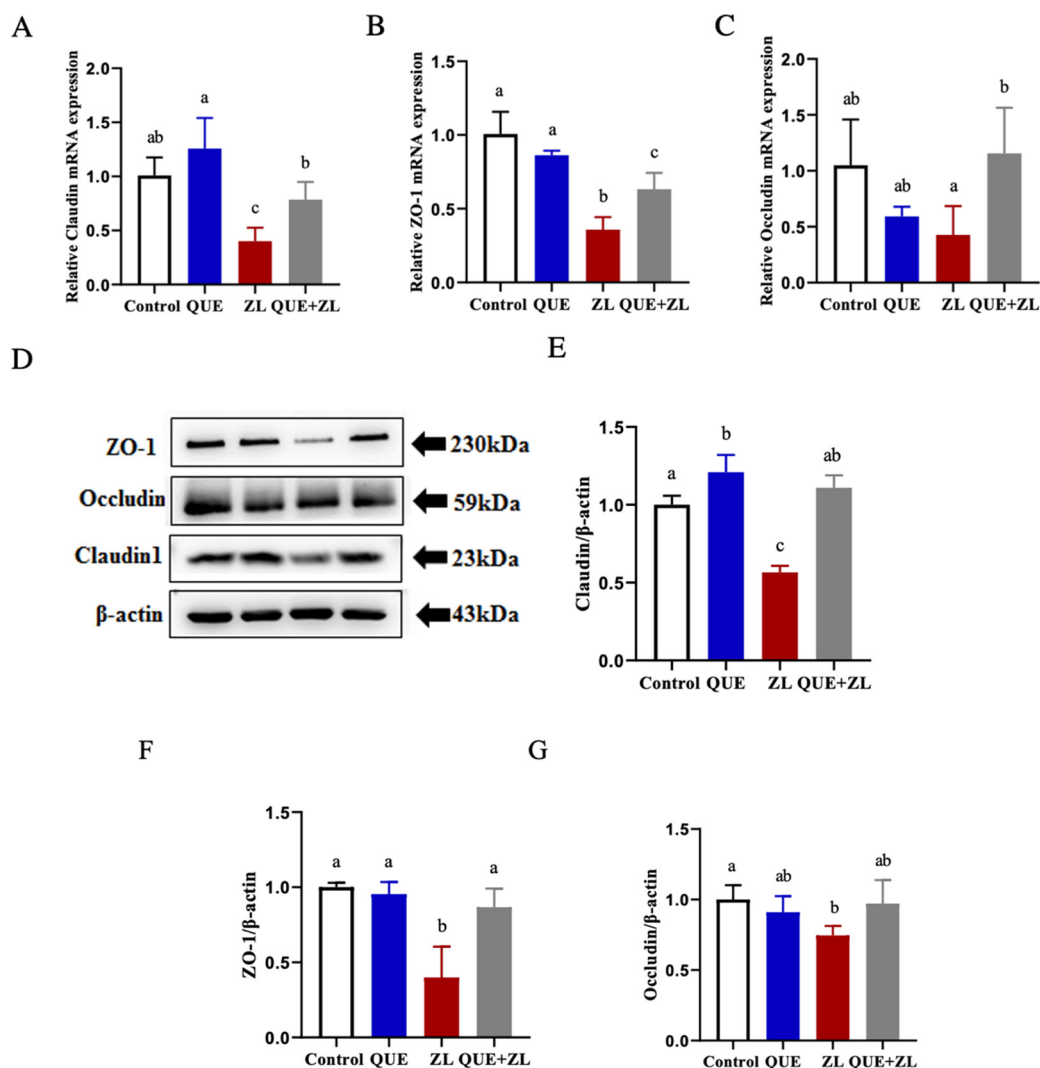 A
Relative Claudin mRNA expression
2.0
1.5
1.0
0.5
0.0
ab
a
c
b
Control QUE ZL QUE+ZL
B
Relative ZO-1 mRNA expression
1.5
1.0
0.5
0.0
a
a
b
c
Control QUE ZL QUE+ZL
C
Relative Occludin mRNA expression
2.0
1.5
1.0
0.5
0.0
ab
ab
a
b
Control QUE ZL QUE+ZL
D
ZO-1 230kDa
Occludin 59kDa
Claudin1 23kDa
β-actin 43kDa
E
Claudin/β-actin
1.5
1.0
0.5
0.0
a
b
c
ab
Control QUE ZL QUE+ZL
F
ZO-1/β-actin
1.5
1.0
0.5
0.0
a
a
b
a
Control QUE ZL QUE+ZL
G
Occludin/β-actin
1.5
1.0
0.5
0.0
a
ab
b
ab
Control QUE ZL QUE+ZL